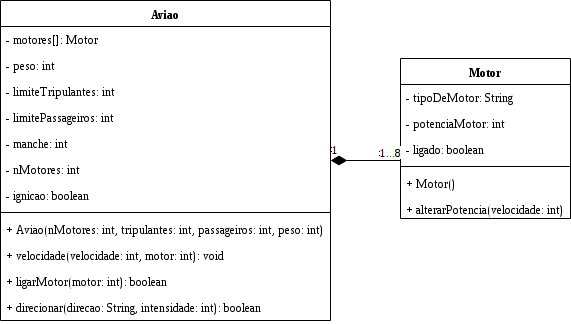 Aviao
- motores[]: Motor
- peso: int
- limiteTripulantes: int
- limitePassageiros: int
- manche: int
- nMotores: int
- ignicao: boolean
+ Aviao(nMotores: int, tripulantes: int, passageiros: int, peso: int)
+ velocidade(velocidade: int, motor: int): void
+ ligarMotor(motor: int): boolean
+ direcionar(direcao: String, intensidade: int): boolean
:1
:1...8
Motor
- tipoDeMotor: String
- potenciaMotor: int
- ligado: boolean
+ Motor()
+ alterarPotencia(velocidade: int)